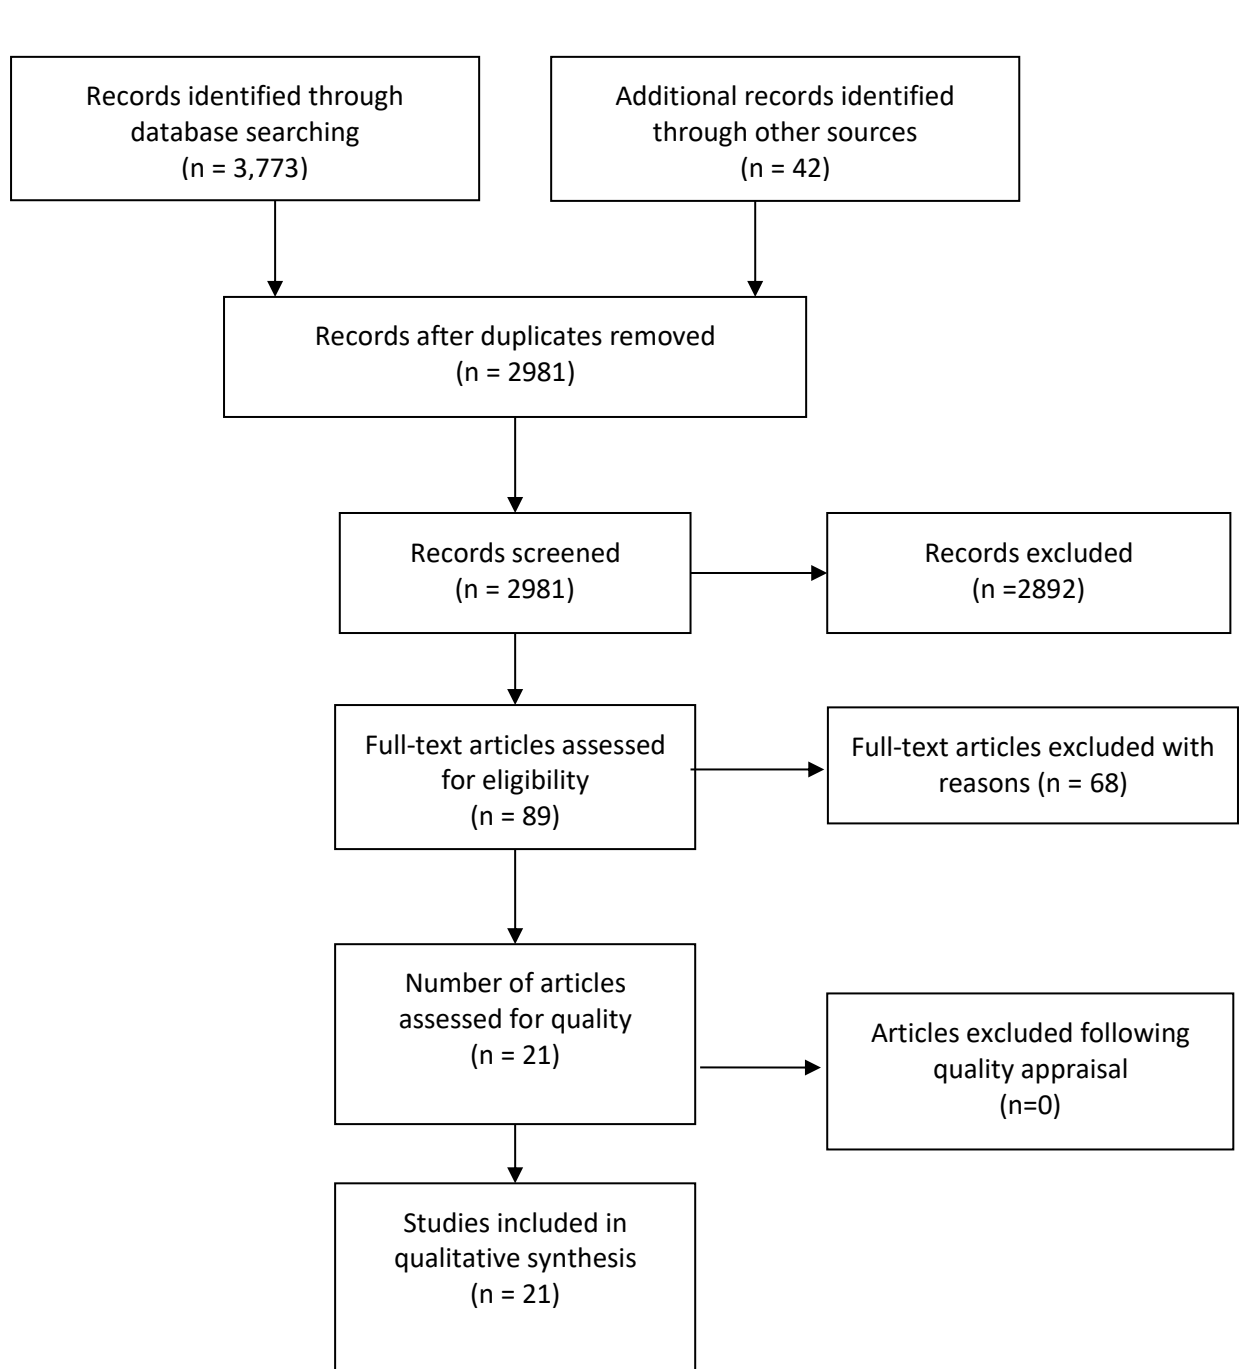 Records identified through
database searching
(n = 3,773)
Additional records identified
through other sources
(n = 42)
Records after duplicates removed
(n = 2981)
Records screened
(n = 2981)
Records excluded
(n =2892)
Full-text articles assessed
for eligibility
(n = 89)
Full-text articles excluded with
reasons (n = 68)
Number of articles
assessed for quality
(n = 21)
Articles excluded following
quality appraisal
(n=0)
Studies included in
qualitative synthesis
(n = 21)